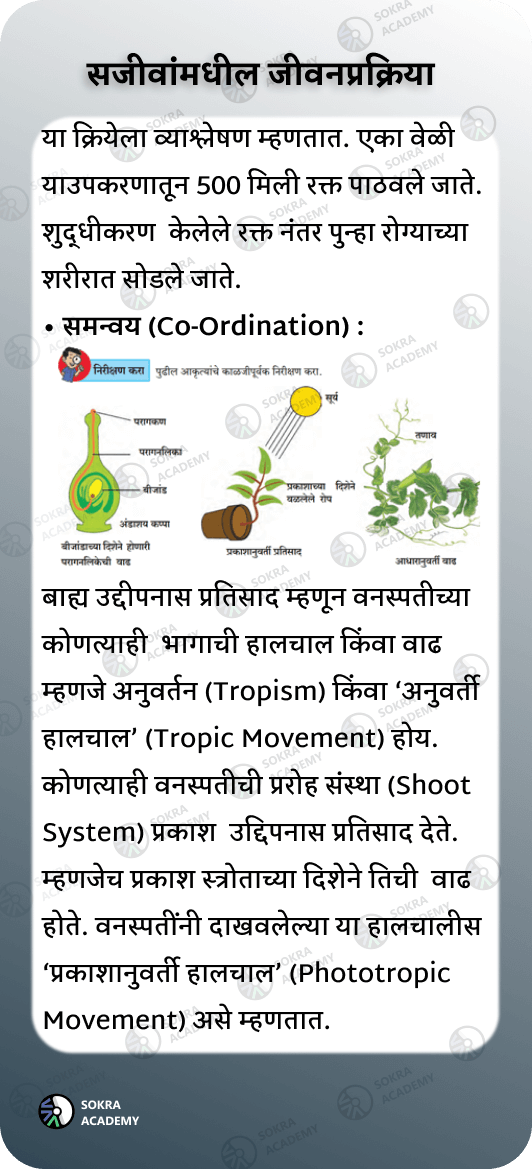 सजीवांमधील जीवनप्रक्रिया
या क्रियेला व्याश्लेषण म्हणतात. एका वेळी
याउपकरणातून 500 मिली रक्त पाठवले जाते.
शुद्धीकरण केलेले रक्त नंतर पुन्हा रोग्याच्या
शरीरात सोडले जाते.
• समन्वय (Co-Ordination) :
निरीक्षण करा पुढील आकृत्यांचे काळजीपूर्वक निरीक्षण करा.
परागकण
परागनलिका
बीजांड
अंडाशय कप्पा
बीजांडाच्या दिशेने होणारी
परागनलिकेची वाढ
सूर्य
प्रकाशाच्या दिशेने
वळलेले रोप
प्रकाशानुवर्ती प्रतिसाद
तणाव
आधारानुवर्ती वाढ
बाह्य उद्दीपनास प्रतिसाद म्हणून वनस्पतीच्या
कोणत्याही भागाची हालचाल किंवा वाढ
म्हणजे अनुवर्तन (Tropism) किंवा ‘अनुवर्ती
हालचाल’ (Tropic Movement) होय.
कोणत्याही वनस्पतीची प्ररोह संस्था (Shoot
System) प्रकाश उद्दिपनास प्रतिसाद देते.
म्हणजेच प्रकाश स्त्रोताच्या दिशेने तिची वाढ
होते. वनस्पतींनी दाखवलेल्या या हालचालीस
‘प्रकाशानुवर्ती हालचाल’ (Phototropic
Movement) असे म्हणतात.
SOKRA
ACADEMY